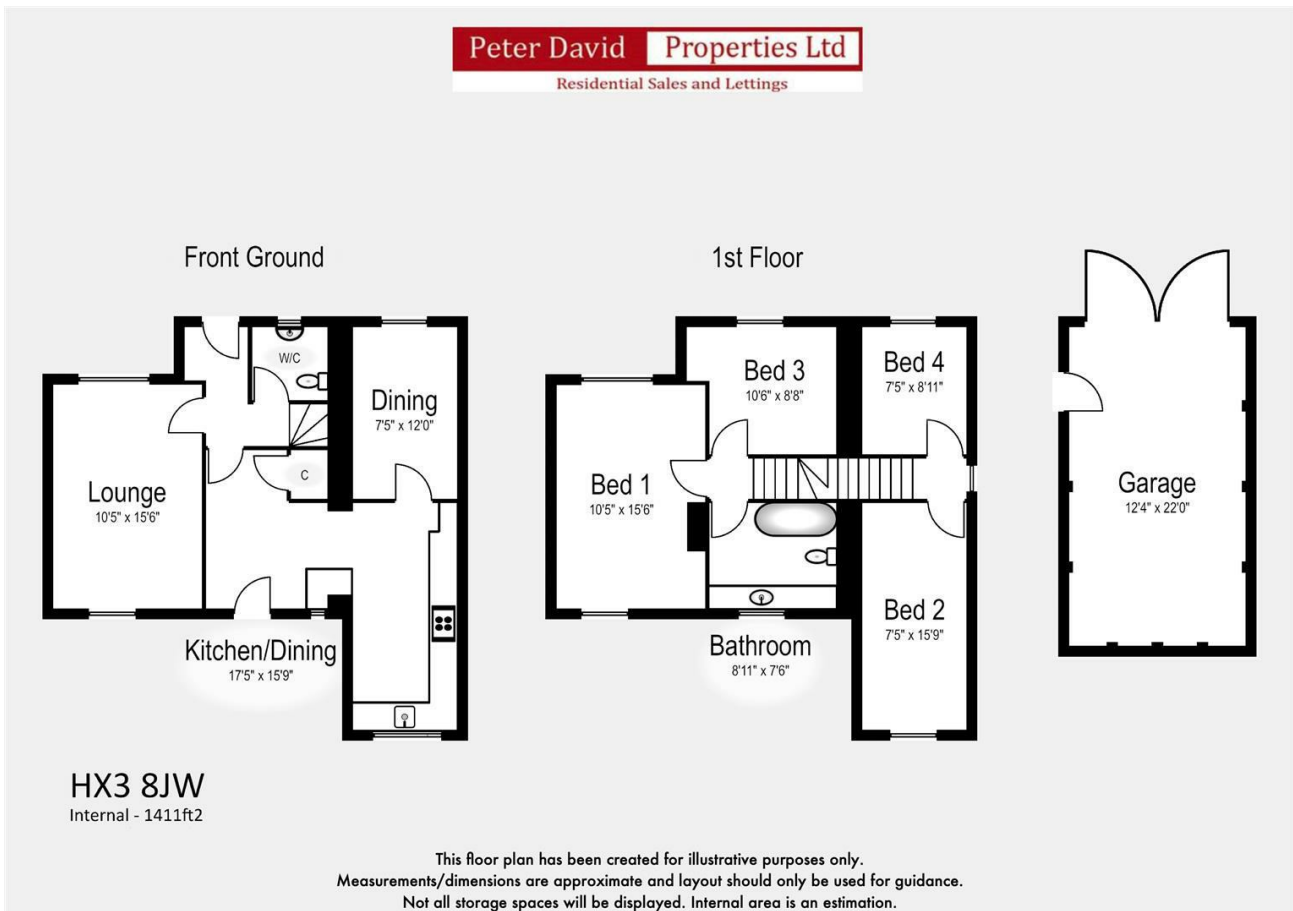 Peter David Properties Ltd
Residential Sales and Lettings
Front Ground
1st Floor
W/C
Dining
7'5" x 12'0"
Lounge
10'5" x 15'6"
C
Kitchen/Dining
17'5" x 15'9"
Bed 3
10'6" x 8'8"
Bed 4
7'5" x 8'11"
Bed 1
10'5" x 15'6"
Bed 2
7'5" x 15'9"
Bathroom
8'11" x 7'6"
Garage
12'4" x 22'0"
HX3 8JW
Internal - 1411ft2
This floor plan has been created for illustrative purposes only.
Measurements/dimensions are approximate and layout should only be used for guidance.
Not all storage spaces will be displayed. Internal area is an estimation.